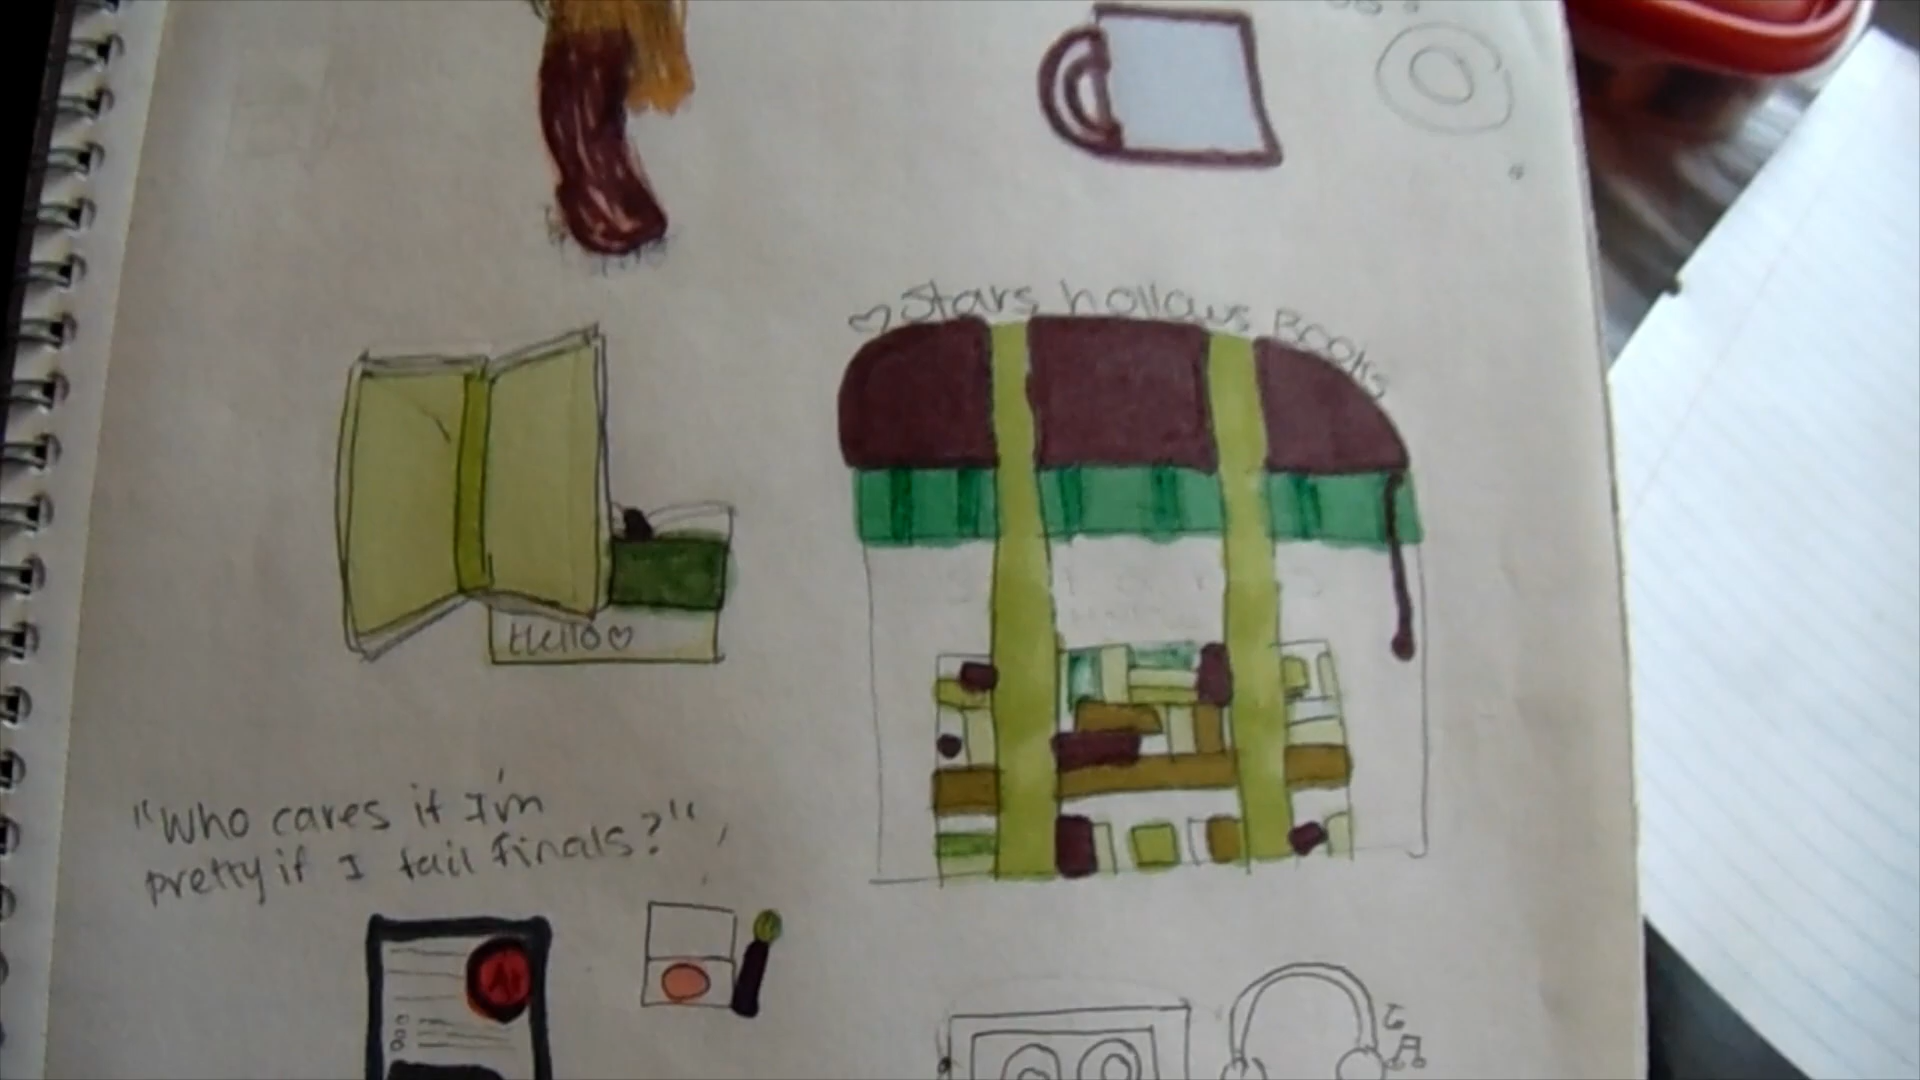 ♡ Stars hollows Books
Hello♡
"Who cares if I'm
pretty if I fail finals?",
A+